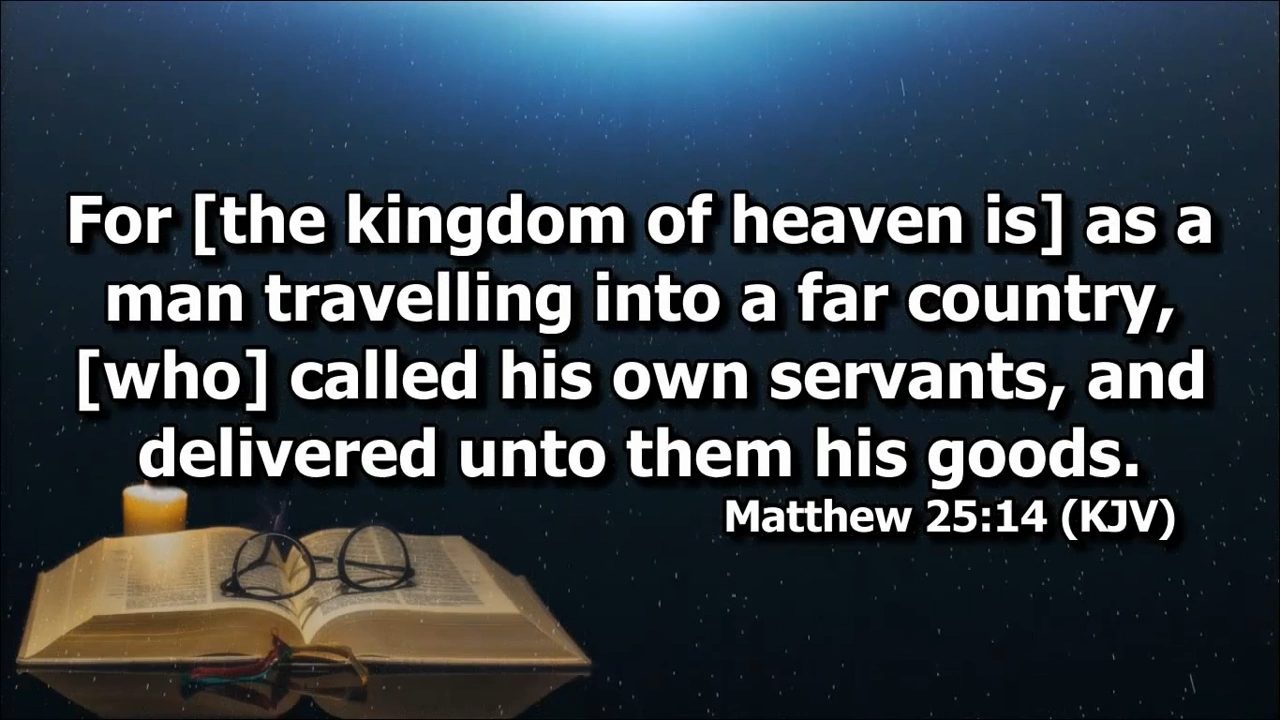 For [the kingdom of heaven is] as a
man travelling into a far country,
[who] called his own servants, and
delivered unto them his goods.
Matthew 25:14 (KJV)